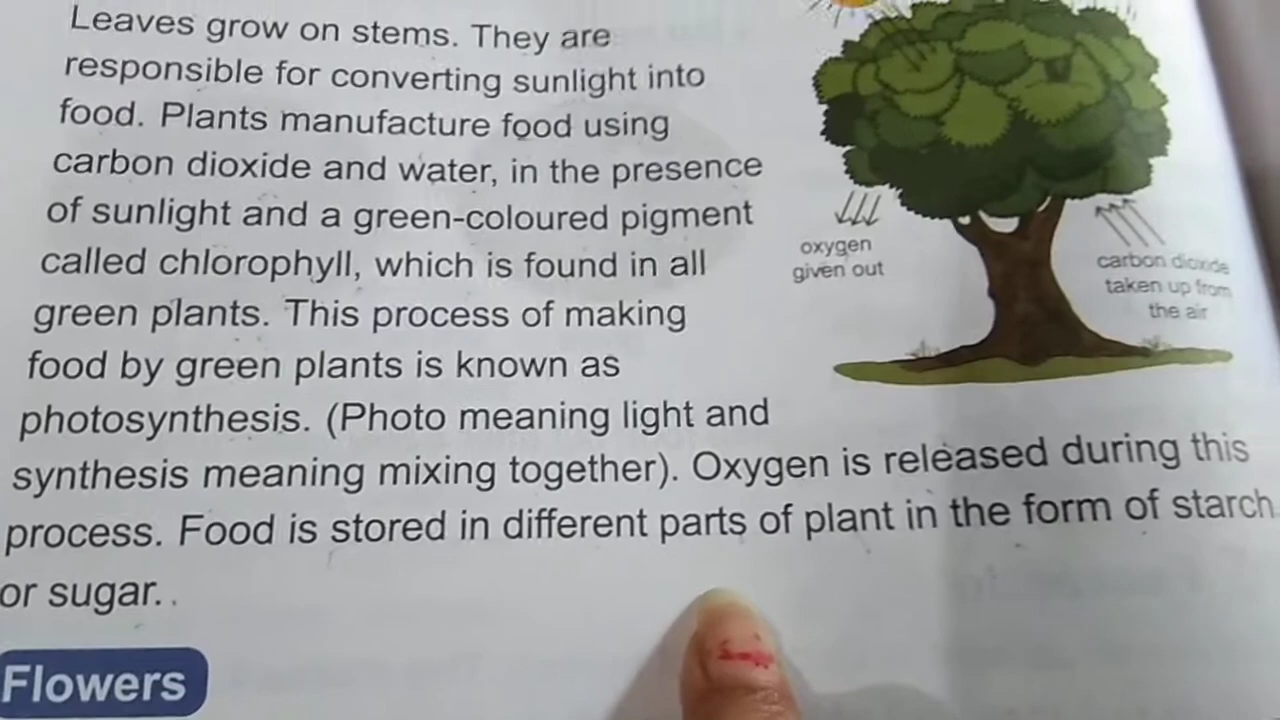 Leaves grow on stems. They are
responsible for converting sunlight into
food. Plants manufacture food using
carbon dioxide and water, in the presence
of sunlight and a green-coloured pigment
called chlorophyll, which is found in all
green plants. This process of making
food by green plants is known as
photosynthesis. (Photo meaning light and
synthesis meaning mixing together). Oxygen is released during this
process. Food is stored in different parts of plant in the form of starch
or sugar.
oxygen
given out
carbon dioxide
taken up from
the air
Flowers